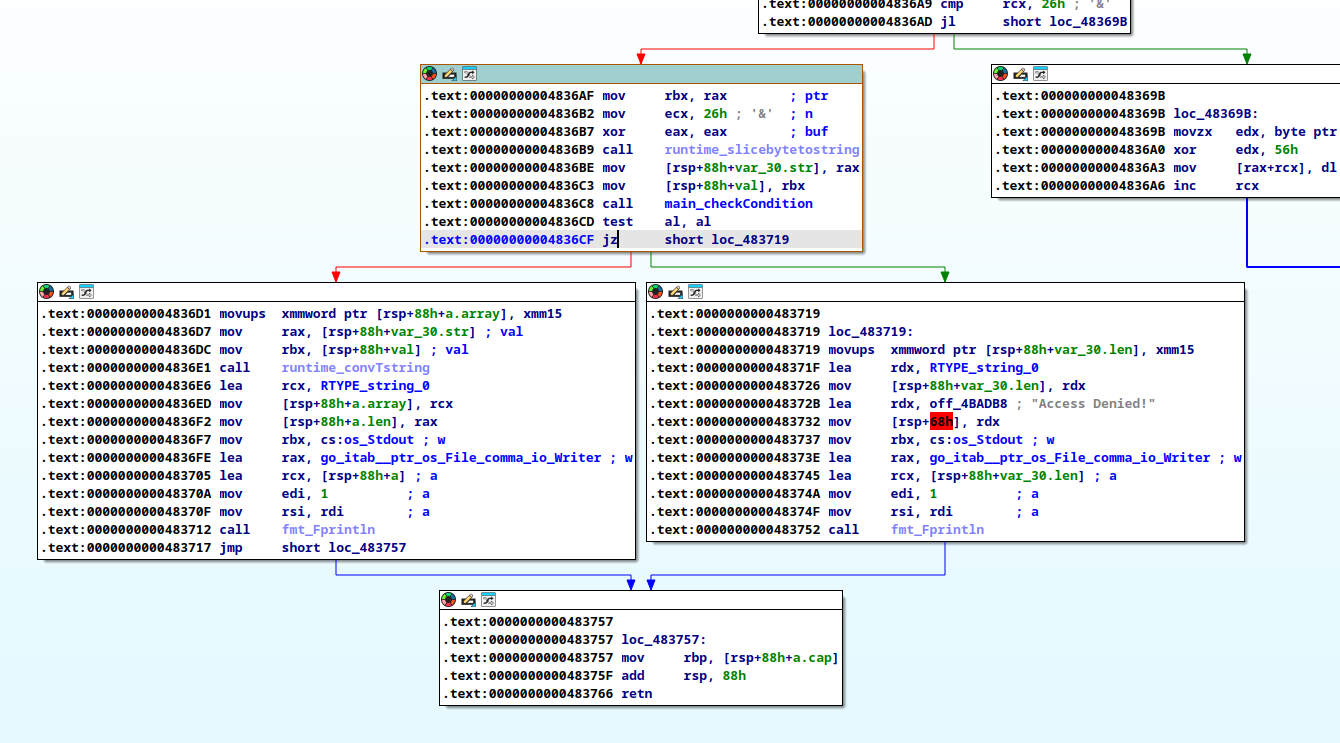 .text:00000000004836A9 cmp rcx, 26h ; '&'
.text:00000000004836AD jl short loc_48369B
.text:00000000004836AF mov rbx, rax ; ptr
.text:00000000004836B2 mov ecx, 26h ; '&' ; n
.text:00000000004836B7 xor eax, eax ; buf
.text:00000000004836B9 call runtime_slicebytetostring
.text:00000000004836BE mov [rsp+88h+var_30.str], rax
.text:00000000004836C3 mov [rsp+88h+val], rbx
.text:00000000004836C8 call main_checkCondition
.text:00000000004836CD test al, al
.text:00000000004836CF jz short loc_483719
.text:000000000048369B
.text:000000000048369B loc_48369B:
.text:000000000048369B movzx edx, byte ptr
.text:00000000004836A0 xor edx, 56h
.text:00000000004836A3 mov [rax+rcx], dl
.text:00000000004836A6 inc rcx
.text:00000000004836D1 movups xmmword ptr [rsp+88h+a.array], xmm15
.text:00000000004836D7 mov rax, [rsp+88h+var_30.str] ; val
.text:00000000004836DC mov rbx, [rsp+88h+val] ; val
.text:00000000004836E1 call runtime_convTstring
.text:00000000004836E6 lea rcx, RTYPE_string_0
.text:00000000004836ED mov [rsp+88h+a.array], rcx
.text:00000000004836F2 mov [rsp+88h+a.len], rax
.text:00000000004836F7 mov rbx, cs:os_Stdout ; w
.text:00000000004836FE lea rax, go_itab__ptr_os_File_comma_io_Writer ; w
.text:0000000000483705 lea rcx, [rsp+88h+a] ; a
.text:000000000048370A mov edi, 1 ; a
.text:000000000048370F mov rsi, rdi ; a
.text:0000000000483712 call fmt_Fprintln
.text:0000000000483717 jmp short loc_483757
.text:0000000000483719
.text:0000000000483719 loc_483719:
.text:0000000000483719 movups xmmword ptr [rsp+88h+var_30.len], xmm15
.text:000000000048371F lea rdx, RTYPE_string_0
.text:0000000000483726 mov [rsp+88h+var_30.len], rdx
.text:000000000048372B lea rdx, off_4BADB8 ; "Access Denied!"
.text:0000000000483732 mov [rsp+68h], rdx
.text:0000000000483737 mov rbx, cs:os_Stdout ; w
.text:000000000048373E lea rax, go_itab__ptr_os_File_comma_io_Writer ; w
.text:0000000000483745 lea rcx, [rsp+88h+var_30.len] ; a
.text:000000000048374A mov edi, 1 ; a
.text:000000000048374F mov rsi, rdi ; a
.text:0000000000483752 call fmt_Fprintln
.text:0000000000483757
.text:0000000000483757 loc_483757:
.text:0000000000483757 mov rbp, [rsp+88h+a.cap]
.text:000000000048375F add rsp, 88h
.text:0000000000483766 retn